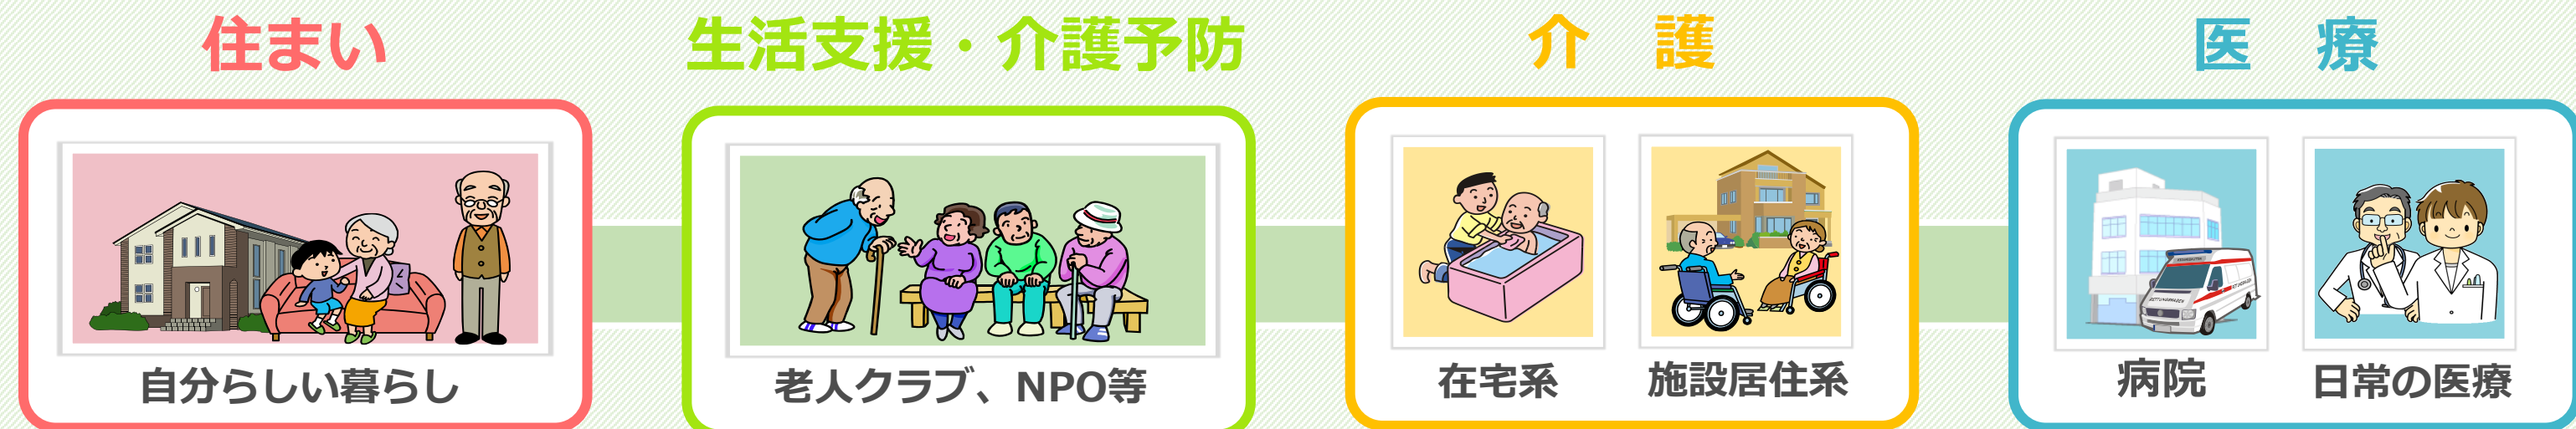 住まい
生活支援・介護予防
介　護
医　療
自分らしい暮らし
老人クラブ、NPO等
在宅系
施設居住系
病院
日常の医療